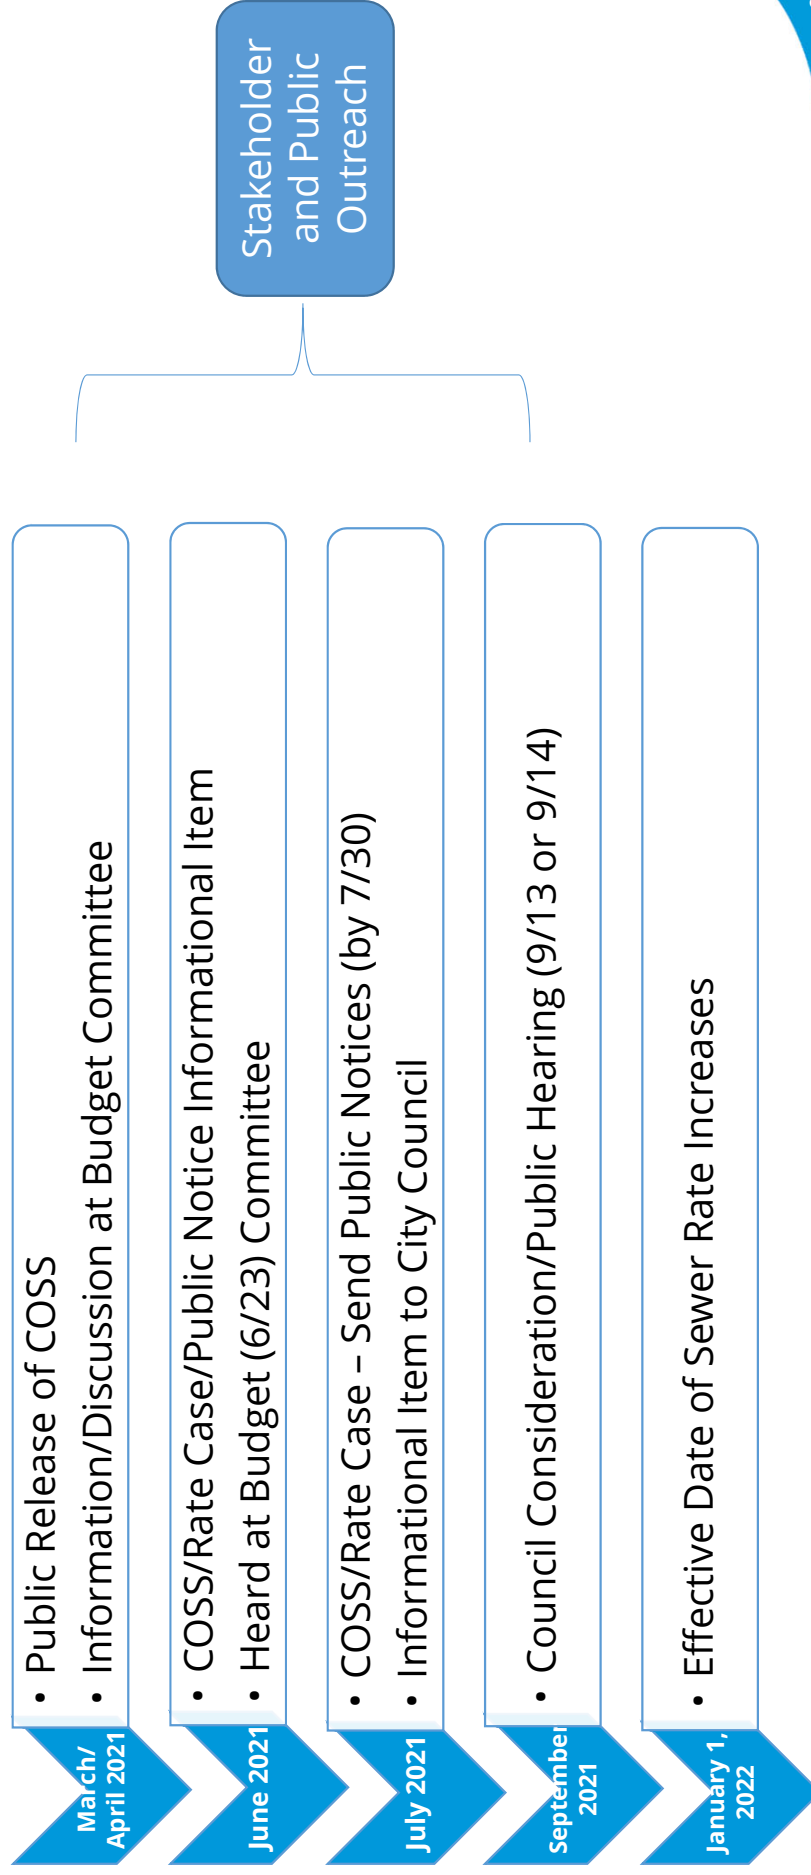 March/
April 2021
• Public Release of COSS
• Information/Discussion at Budget Committee
June 2021
• COSS/Rate Case/Public Notice Informational Item
• Heard at Budget (6/23) Committee
July 2021
• COSS/Rate Case – Send Public Notices (by 7/30)
• Informational Item to City Council
September
2021
• Council Consideration/Public Hearing (9/13 or 9/14)
January 1,
2022
• Effective Date of Sewer Rate Increases
Stakeholder
and Public
Outreach